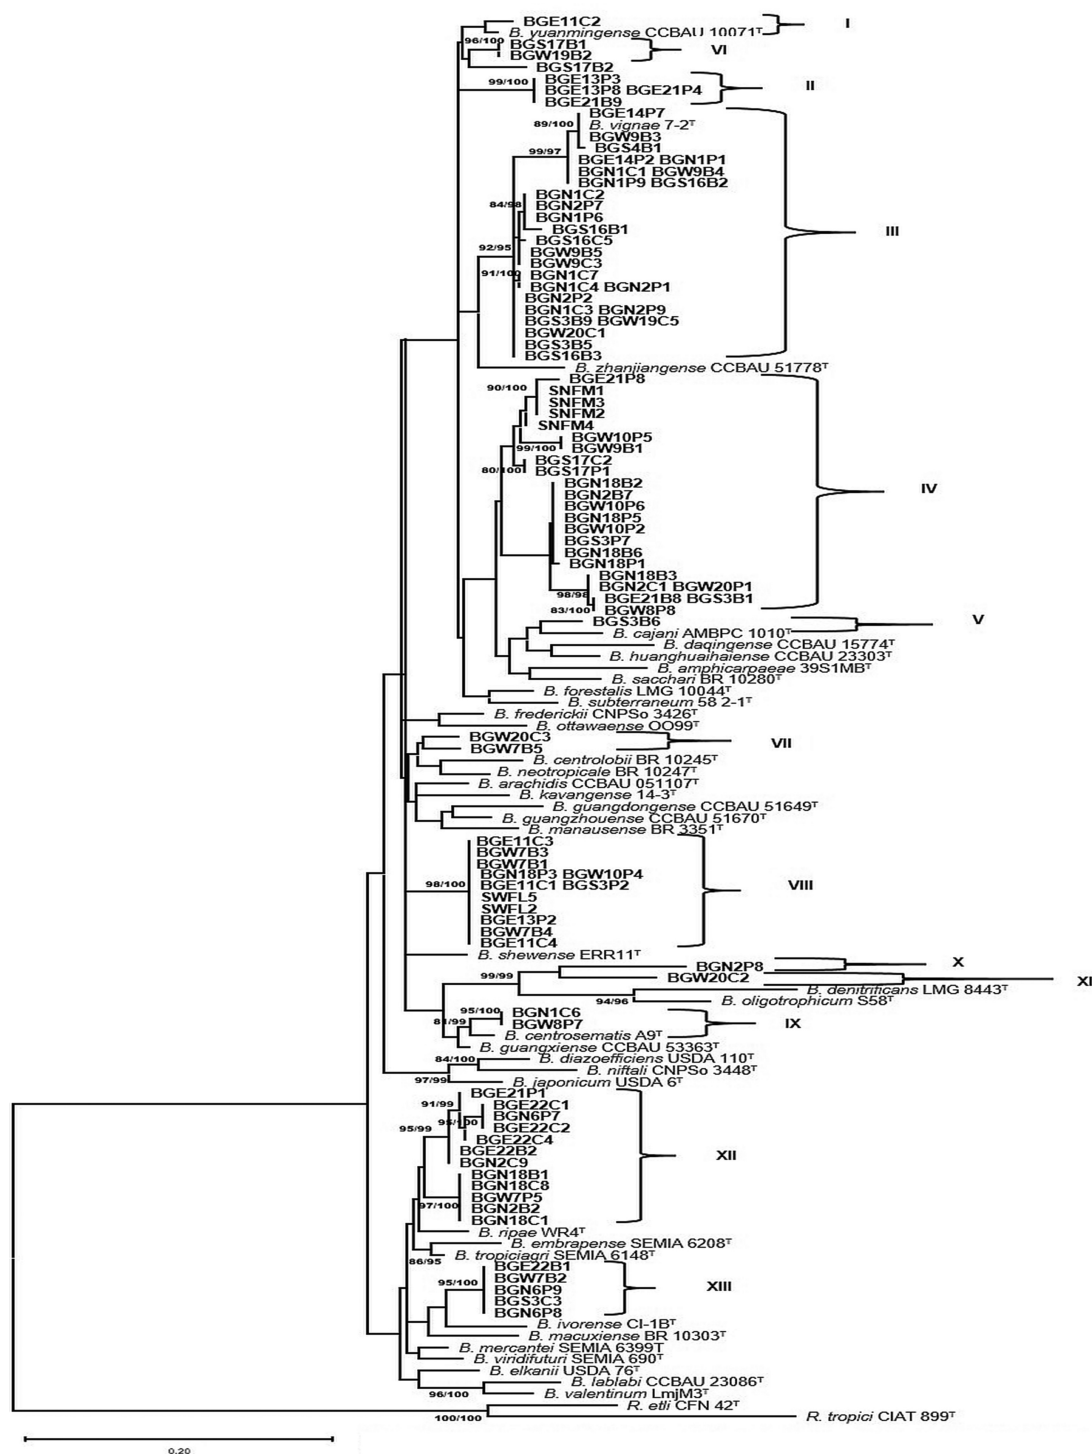 BGE11C2 I
B. yuanmingense CCBAU 10071T
96/100 BGS17B1 VI
BGW19B2
BGS17B2
99/100 BGE13P3
BGE13P8 BGE21P4 II
BGE21B9
BGE14P7
89/100 B. vignae 7-2T
BGW9B3
BGS4B1
99/97 BGE14P2 BGN1P1
BGN1C1 BGW9B4
BGN1P9 BGS16B2
BGN1C2
84/98 BGN2P7
BGN1P6
BGS16B1 III
BGS16C5
92/95 BGW9B5
BGW9C3
91/100 BGN1C7
BGN1C4 BGN2P1
BGN2P2
BGN1C3 BGN2P9
BGS3B9 BGW19C5
BGW20C1
BGS3B5
BGS16B3
B. zhanjiangense CCBAU 51778T
BGE21P8
90/100 SNFM1
SNFM3
SNFM2
SNFM4
BGW10P5
99/100 BGW9B1
BGS17C2
80/100 BGS17P1
BGN18B2
BGN2B7 IV
BGW10P6
BGN18P5
BGW10P2
BGS3P7
BGN18B6
BGN18P1
BGN18B3
BGN2C1 BGW20P1
98/98 BGE21B8 BGS3B1
83/100 BGW8P8
BGS3B6 V
B. cajani AMBPC 1010T
B. daqingense CCBAU 15774T
B. huanghuaihaiense CCBAU 23303T
B. amphicarpaeae 39S1MBT
B. sacchari BR 10280T
B. forestalis LMG 10044T
B. subterraneum 58 2-1T
B. frederickii CNPSo 3426T
B. ottawaense OO99T
BGW20C3 VII
BGW7B5
B. centrolobii BR 10245T
B. neotropicale BR 10247T
B. arachidis CCBAU 051107T
B. kavangense 14-3T
B. guangdongense CCBAU 51649T
B. guangzhouense CCBAU 51670T
B. manausense BR 3351T
BGE11C3
BGW7B3
BGW7B1
BGN18P3 BGW10P4
98/100 BGE11C1 BGS3P2 VIII
SWFL5
SWFL2
BGE13P2
BGW7B4
BGE11C4
B. shewense ERR11T
BGN2P8 X
99/99 BGW20C2 XI
B. denitrificans LMG 8443T
94/96 B. oligotrophicum S58T
95/100 BGN1C6
81/99 BGW8P7 IX
B. centrosematis A9T
B. guangxiense CCBAU 53363T
84/100 B. diazoefficiens USDA 110T
B. niftali CNPSo 3448T
97/99 B. japonicum USDA 6T
BGE21P1
91/99 BGE22C1
95/100 BGN6P7
95/99 BGE22C2
BGE22C4
BGE22B2 XII
BGN2C9
BGN18B1
BGN18C8
97/100 BGW7P5
BGN2B2
BGN18C1
B. ripae WR4T
B. embrapense SEMIA 6208T
86/95 B. tropiciagri SEMIA 6148T
BGE22B1
95/100 BGW7B2
BGN6P9 XIII
BGS3C3
BGN6P8
B. ivorense CI-1BT
B. macuxiense BR 10303T
B. mercantei SEMIA 6399T
B. viridifuturi SEMIA 690T
B. elkanii USDA 76T
B. lablabi CCBAU 23086T
96/100 B. valentinum LmjM3T
R. etli CFN 42T
100/100 R. tropici CIAT 899T
0.20